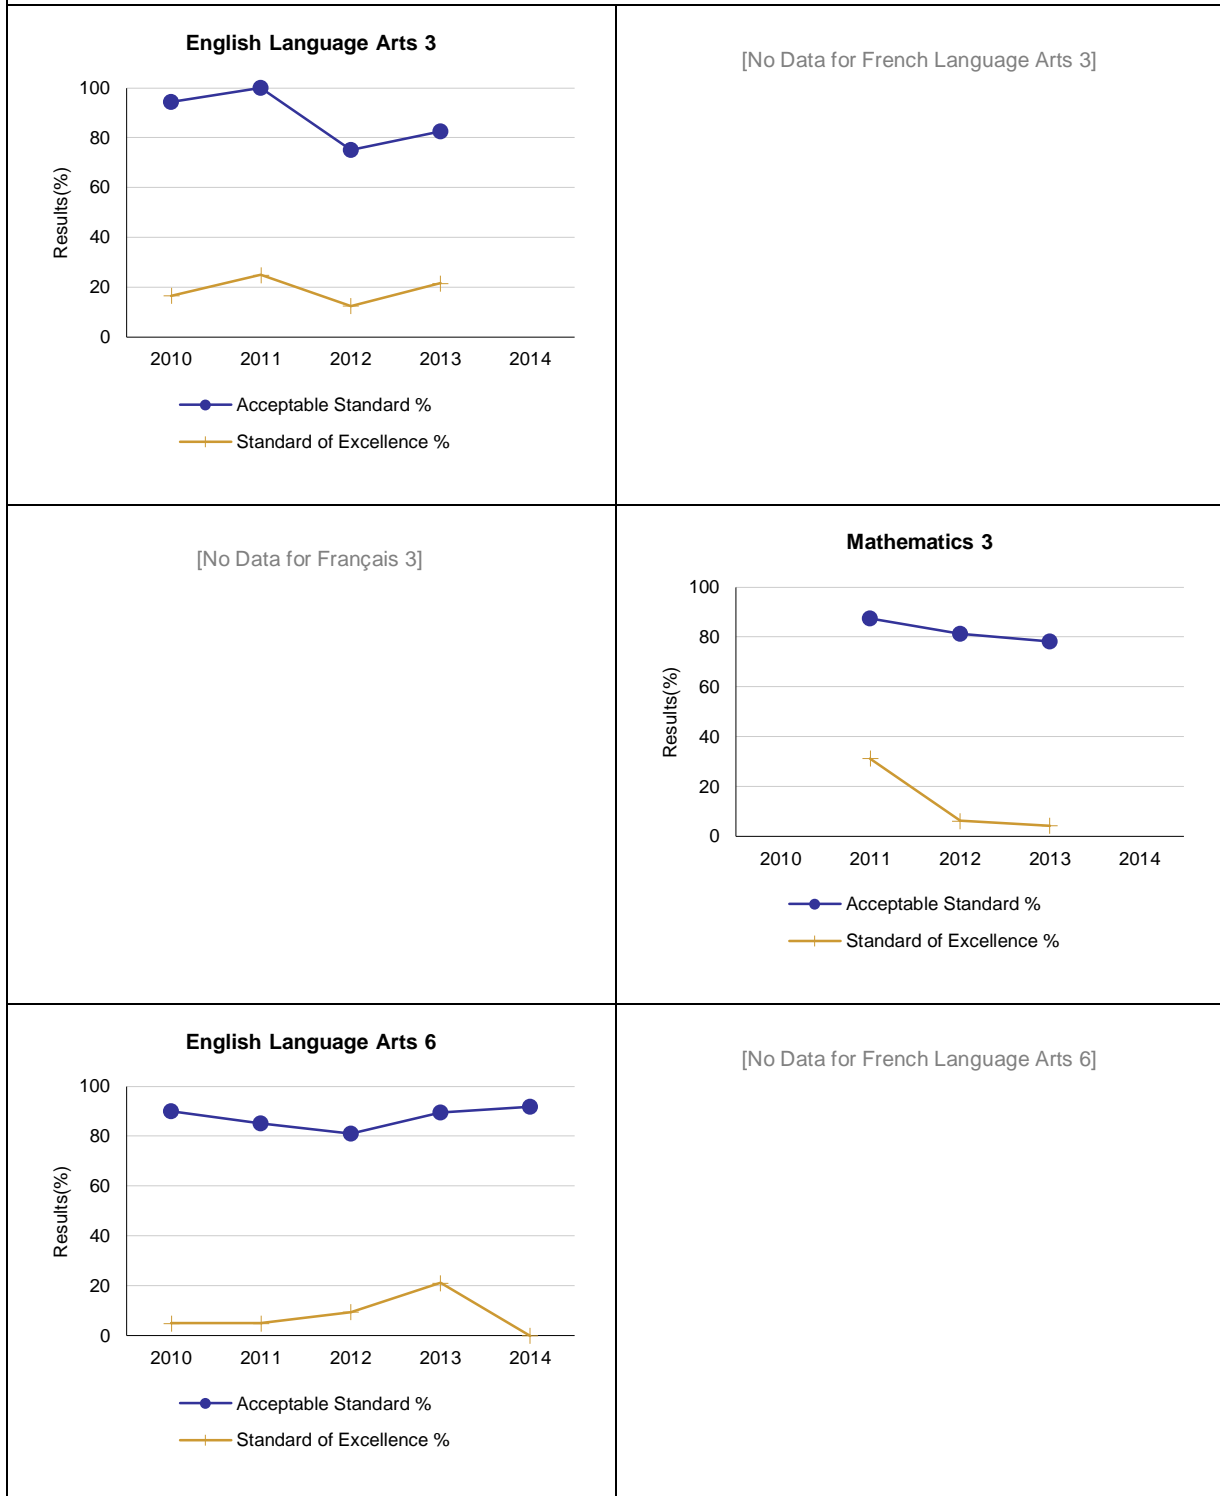 English Language Arts 3
100
80
60
40
20
0
Results(%)
2010 2011 2012 2013 2014
Acceptable Standard %
Standard of Excellence %
[No Data for French Language Arts 3]
[No Data for Français 3]
Mathematics 3
100
80
60
40
20
0
Results(%)
2010 2011 2012 2013 2014
Acceptable Standard %
Standard of Excellence %
English Language Arts 6
100
80
60
40
20
0
Results(%)
2010 2011 2012 2013 2014
Acceptable Standard %
Standard of Excellence %
[No Data for French Language Arts 6]